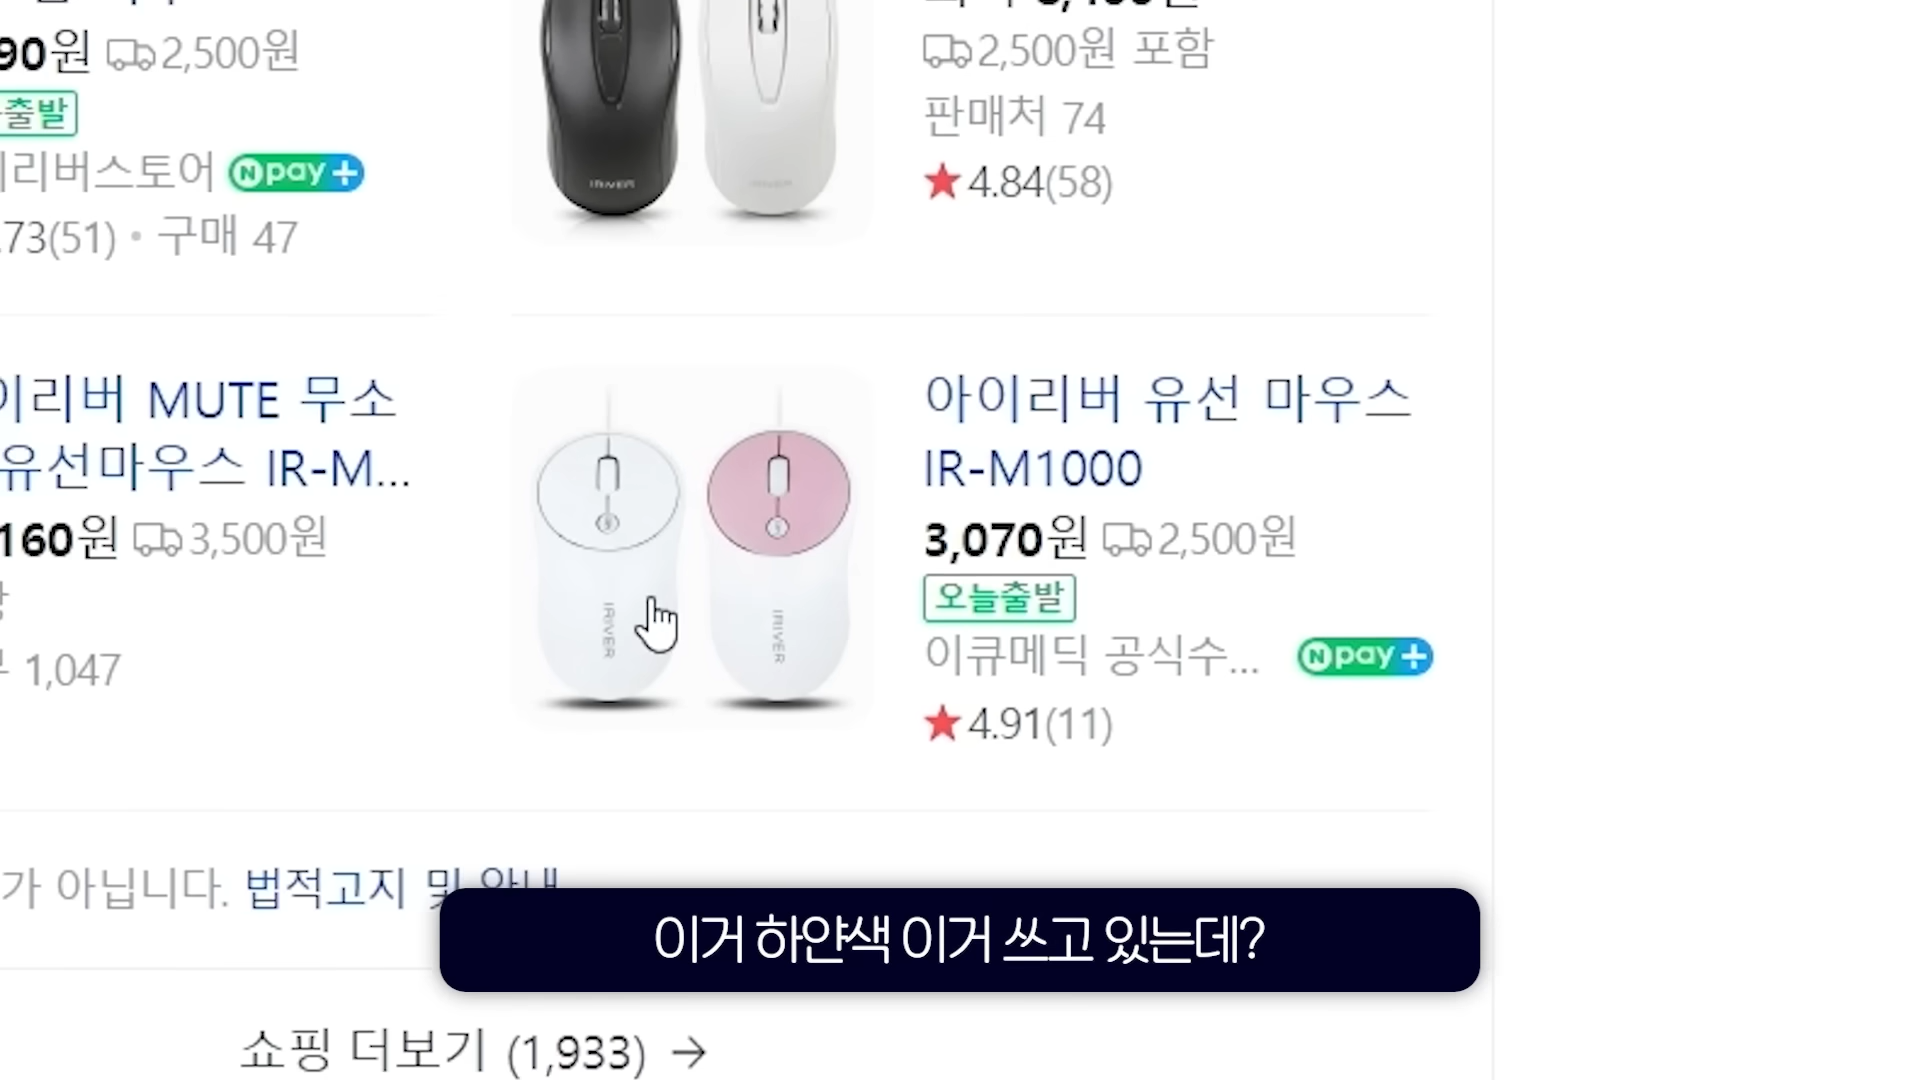 90원 2,500원
출발
리버스토어 N pay +
.73(51) • 구매 47
IRIVER
IRIVER
2,500원 포함
판매처 74
4.84(58)
이리버 MUTE 무소
유선마우스 IR-M...
160원 3,500원
1,047
IRIVER
IRIVER
아이리버 유선 마우스
IR-M1000
3,070원 2,500원
오늘출발
이큐메딕 공식수... N pay +
4.91(11)
가 아닙니다. 법적고지 및 안내
이거 하얀색 이거 쓰고 있는데?
쇼핑 더보기 (1,933) →